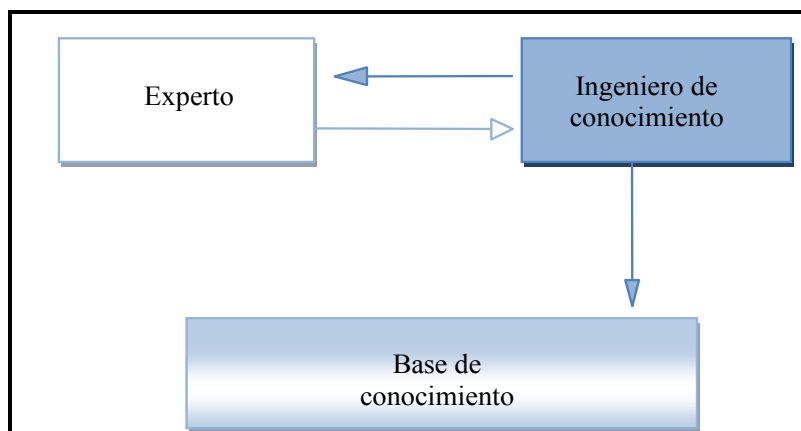 Experto
Ingeniero de
conocimiento
Base de
conocimiento